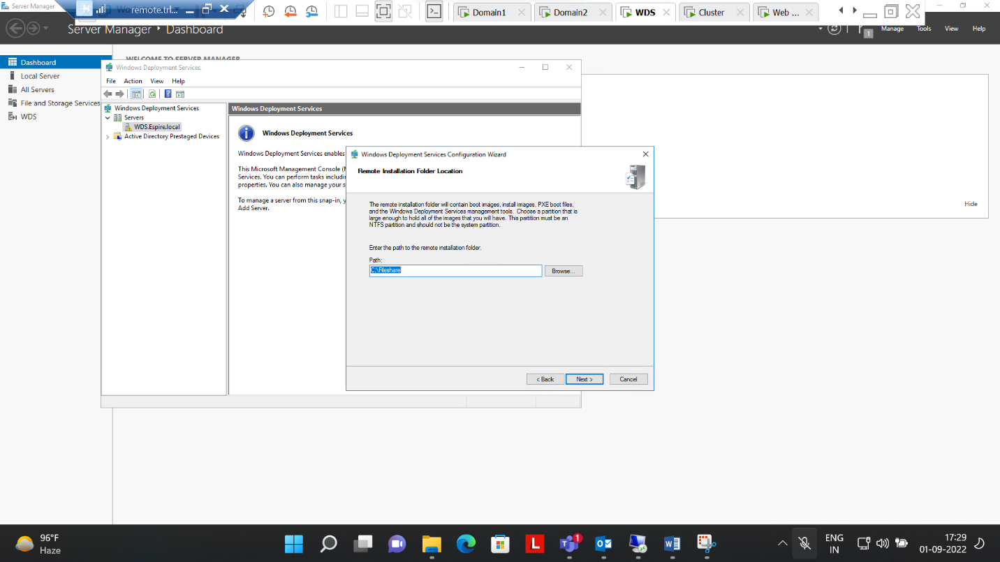 Server Manager
remote.trl...
Domain1
Domain2
WDS
Cluster
Web ...
Server Manager
Dashboard
1
Manage
Tools
View
Help
Dashboard
Local Server
All Servers
File and Storage Services
WDS
WELCOME TO SERVER MANAGER
Hide
Windows Deployment Services
File
Action
View
Help
Windows Deployment Services
Servers
WDS.Espire.local
Active Directory Prestaged Devices
Windows Deployment Services
Windows Deployment Services
Windows Deployment Services enables
This Microsoft Management Console (
Services. You can perform tasks includin
properties. You can also manage your s
To manage a server from this snap-in, y
Add Server.
Windows Deployment Services Configuration Wizard
Remote Installation Folder Location
The remote installation folder will contain boot images, install images, PXE boot files,
and the Windows Deployment Services management tools. Choose a partition that is
large enough to hold all of the images that you will have. This partition must be an
NTFS partition and should not be the system partition.
Enter the path to the remote installation folder.
Path:
C:\Fileshare
Browse...
< Back
Next >
Cancel
96°F
Haze
L
1
ENG
IN
17:29
01-09-2022